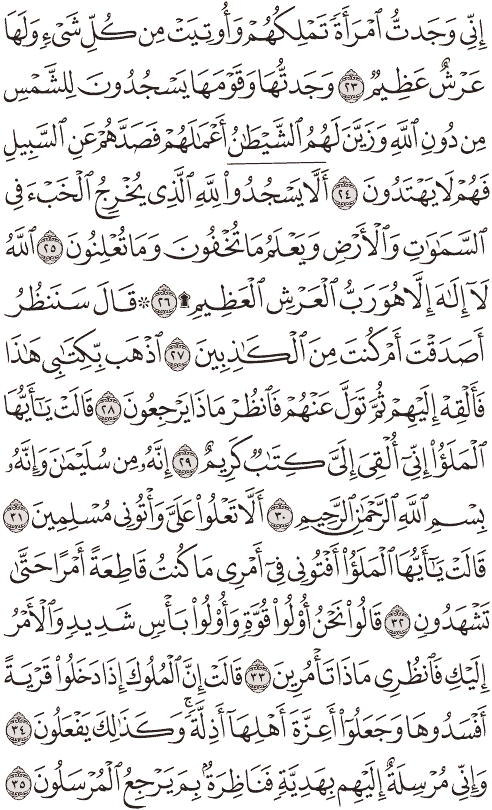 إِنِّي وَجَدتُّ ٱمْرَأَةً تَمْلِكُهُمْ وَأُوتِيَتْ مِن كُلِّ شَىْءٍ وَلَهَا
عَرْشٌ عَظِيمٌ ٢٣ وَجَدتُّهَا وَقَوْمَهَا يَسْجُدُونَ لِلشَّمْسِ
مِن دُونِ ٱللَّهِ وَزَيَّنَ لَهُمُ ٱلشَّيْطَٰنُ أَعْمَٰلَهُمْ فَصَدَّهُمْ عَنِ ٱلسَّبِيلِ
فَهُمْ لَا يَهْتَدُونَ ٢٤ أَلَّا يَسْجُدُوا۟ لِلَّهِ ٱلَّذِى يُخْرِجُ ٱلْخَبْءَ فِى
ٱلسَّمَٰوَٰتِ وَٱلْأَرْضِ وَيَعْلَمُ مَا تُخْفُونَ وَمَا تُعْلِنُونَ ٢٥ ٱللَّهُ
لَآ إِلَٰهَ إِلَّا هُوَ رَبُّ ٱلْعَرْشِ ٱلْعَظِيمِ ۩ ٢٦ ۞ قَالَ سَنَنظُرُ
أَصَدَقْتَ أَمْ كُنتَ مِنَ ٱلْكَٰذِبِينَ ٢٧ ٱذْهَب بِّكِتَٰبِى هَٰذَا
فَأَلْقِهْ إِلَيْهِمْ ثُمَّ تَوَلَّ عَنْهُمْ فَٱنظُرْ مَاذَا يَرْجِعُونَ ٢٨ قَالَتْ يَٰٓأَيُّهَا
ٱلْمَلَؤُا۟ إِنِّىٓ أُلْقِىَ إِلَىَّ كِتَٰبٌ كَرِيمٌ ٢٩ إِنَّهُۥ مِن سُلَيْمَٰنَ وَإِنَّهُۥ
بِسْمِ ٱللَّهِ ٱلرَّحْمَٰنِ ٱلرَّحِيمِ ٣٠ أَلَّا تَعْلُوا۟ عَلَىَّ وَأْتُونِى مُسْلِمِينَ ٣١
قَالَتْ يَٰٓأَيُّهَا ٱلْمَلَؤُا۟ أَفْتُونِى فِىٓ أَمْرِى مَا كُنتُ قَاطِعَةً أَمْرًا حَتَّىٰ
تَشْهَدُونِ ٣٢ قَالُوا۟ نَحْنُ أُو۟لُوا۟ قُوَّةٍ وَأُو۟لُوا۟ بَأْسٍ شَدِيدٍ وَٱلْأَمْرُ
إِلَيْكِ فَٱنظُرِى مَاذَا تَأْمُرِينَ ٣٣ قَالَتْ إِنَّ ٱلْمُلُوكَ إِذَا دَخَلُوا۟ قَرْيَةً
أَفْسَدُوهَا وَجَعَلُوٓا۟ أَعِزَّةَ أَهْلِهَآ أَذِلَّةً ۖ وَكَذَٰلِكَ يَفْعَلُونَ ٣٤
وَإِنِّى مُرْسِلَةٌ إِلَيْهِم بِهَدِيَّةٍ فَنَاظِرَةٌۢ بِمَ يَرْجِعُ ٱلْمُرْسَلُونَ ٣٥